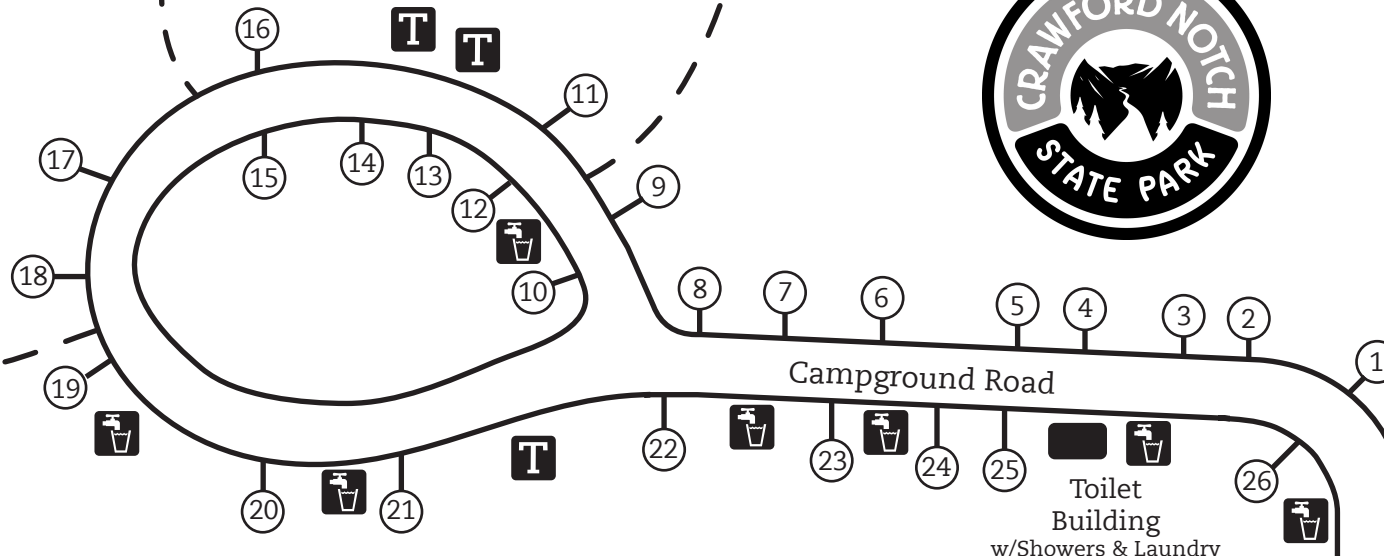 CRAWFORD NOTCH
STATE PARK
16
T
T
11
17
15
14
13
12
9
18
10
8
7
6
5
4
3
2
1
Campground Road
19
22
23
24
25
26
T
20
21
Toilet
Building
w/Showers & Laundry